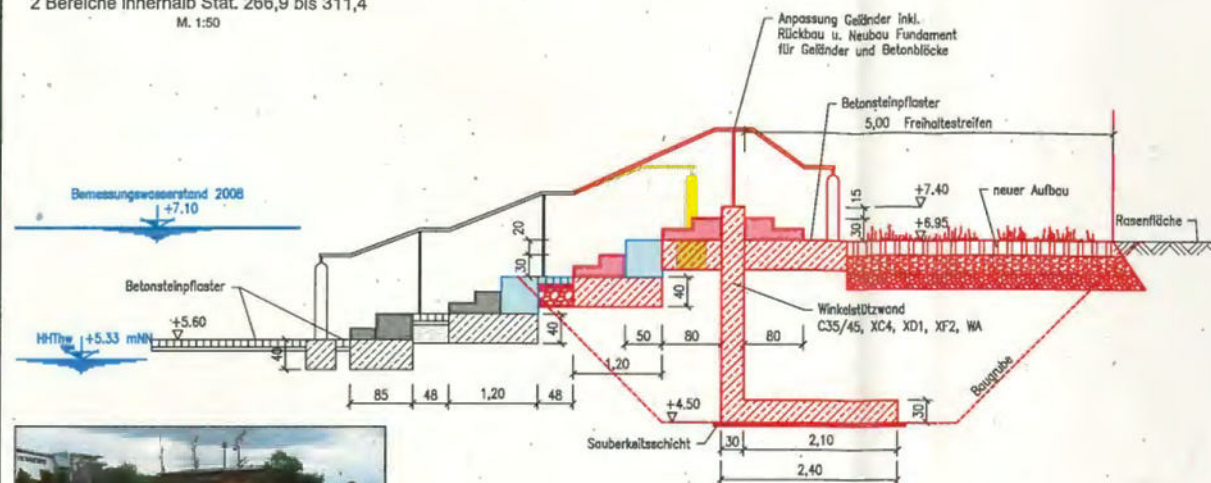 2 Bereiche innerhalb Stat. 266,9 bis 311,4
M. 1:50
Anpassung Geländer inkl.
Rückbau u. Neubau Fundament
für Geländer und Betonblöcke
Betonsteinpflaster
5,00 Freihaltestreifen
Bemessungswasserstand 2008
+7.10
15
+7.40
neuer Aufbau
30
+6.95
Rasenfläche
20
30
Betonsteinpflaster
40
Winkelstützwand
C35/45, XC4, XD1, XF2, WA
+5.60
HHThw +5.33 mNN
40
40
50
80
80
1,20
Baugrube
85
48
1,20
48
+4.50
30
Sauberkeitsschicht
30
2,10
2,40